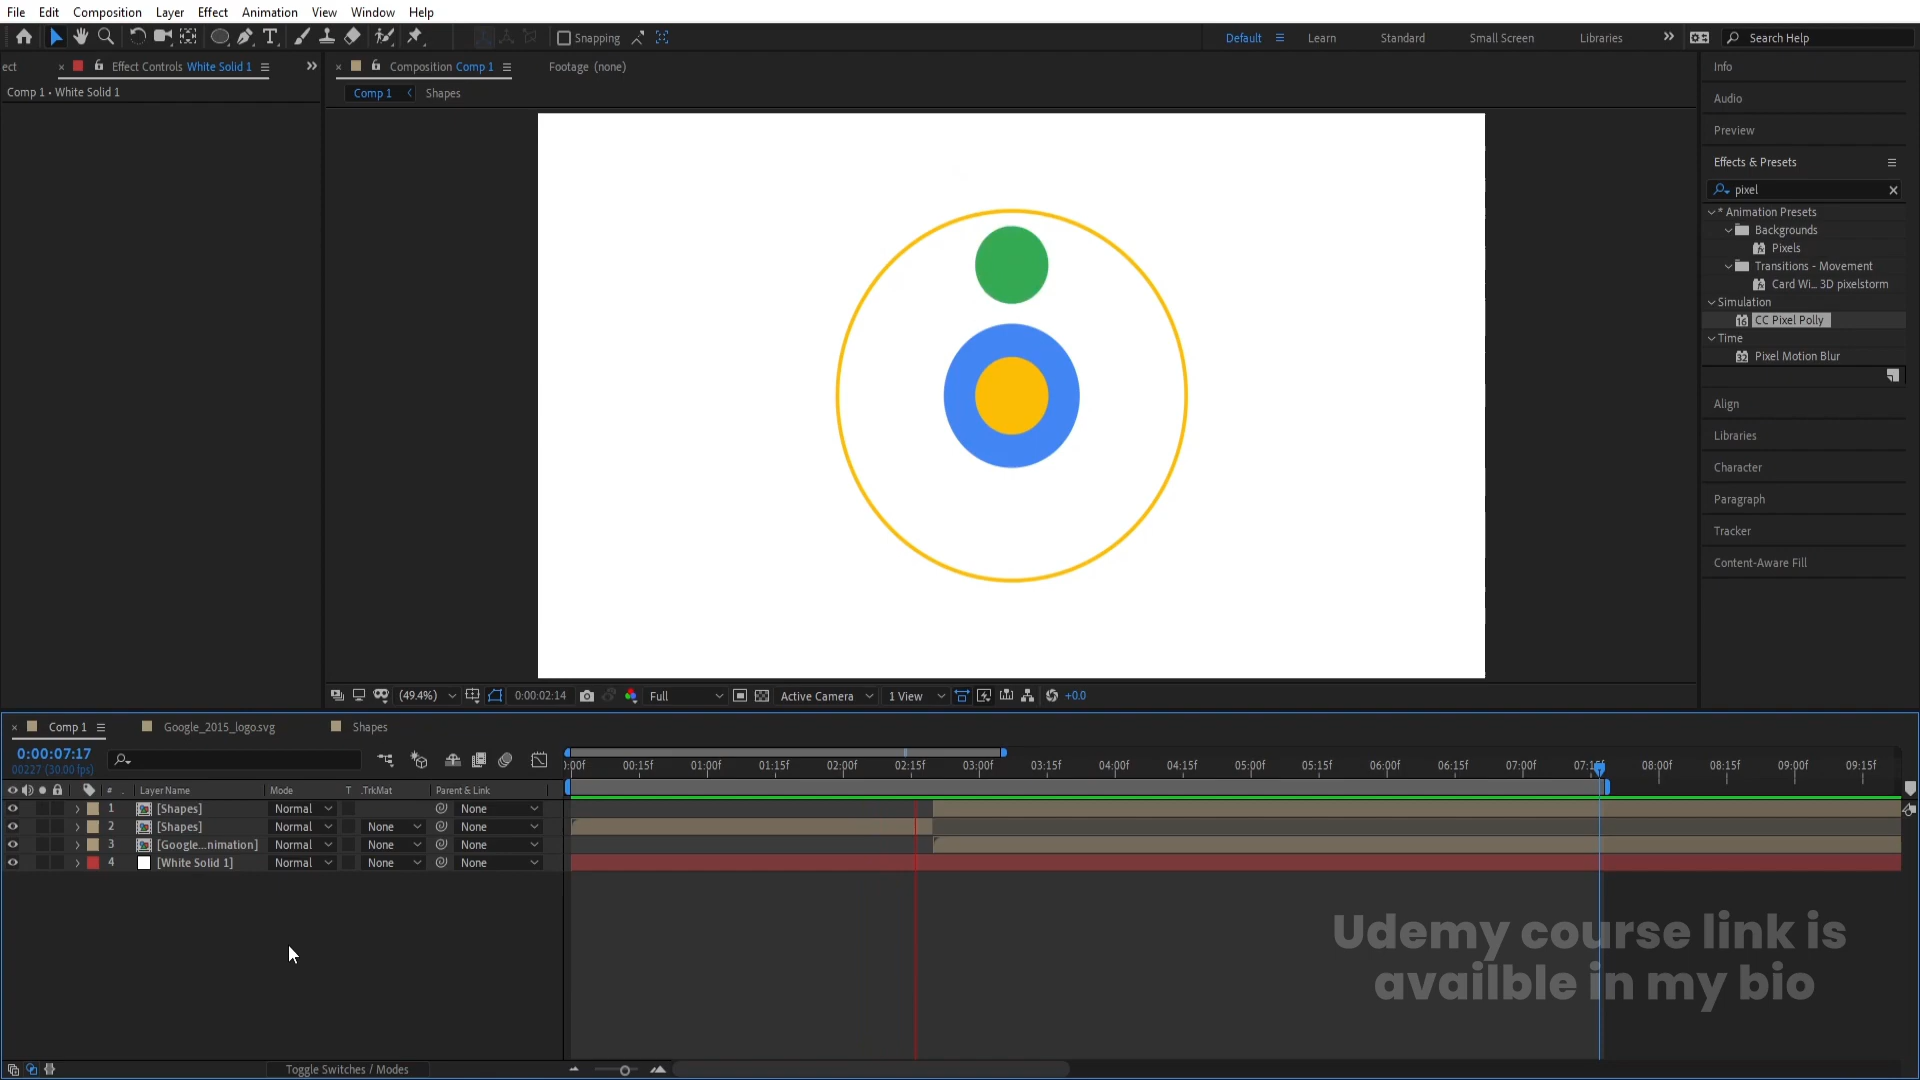 File Edit Composition Layer Effect Animation View Window Help
Snapping
Default Learn Standard Small Screen Libraries Search Help
ect Effect Controls White Solid 1
Comp 1 • White Solid 1
Composition Comp 1
Footage (none)
Comp 1 Shapes
Info
Audio
Preview
Effects & Presets
pixel
* Animation Presets
Backgrounds
Pixels
Transitions - Movement
Card Wi... 3D pixelstorm
Simulation
CC Pixel Polly
Time
Pixel Motion Blur
Align
Libraries
Character
Paragraph
Tracker
Content-Aware Fill
(49.4%) 0:00:02:14 Full Active Camera 1 View +0.0
Comp 1 Google_2015_logo.svg Shapes
0:00:07:17
00227 (30.00 fps)
:00f 00:15f 01:00f 01:15f 02:00f 02:15f 03:00f 03:15f 04:00f 04:15f 05:00f 05:15f 06:00f 06:15f 07:00f 07:15f 08:00f 08:15f 09:00f 09:15f
# Layer Name Mode T .TrkMat Parent & Link
1 [Shapes] Normal None
2 [Shapes] Normal None None
3 [Google...nimation] Normal None None
4 [White Solid 1] Normal None None
Udemy course link is
availble in my bio
Toggle Switches / Modes